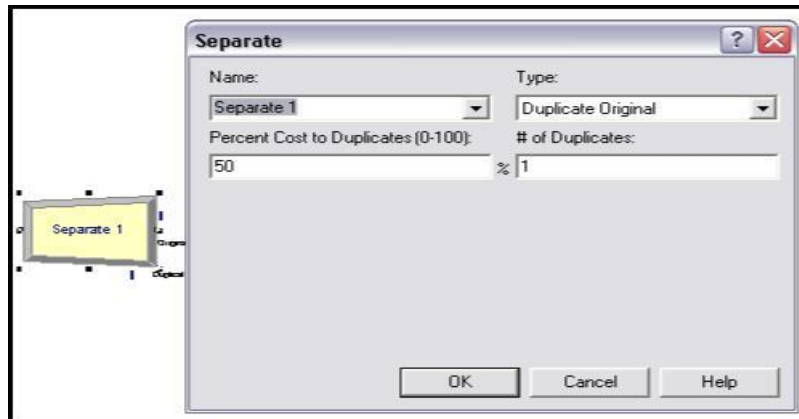 Separate
Name:
Type:
Separate 1
Duplicate Original
Percent Cost to Duplicates (0-100):
# of Duplicates:
50
%
1
Separate 1
OK
Cancel
Help